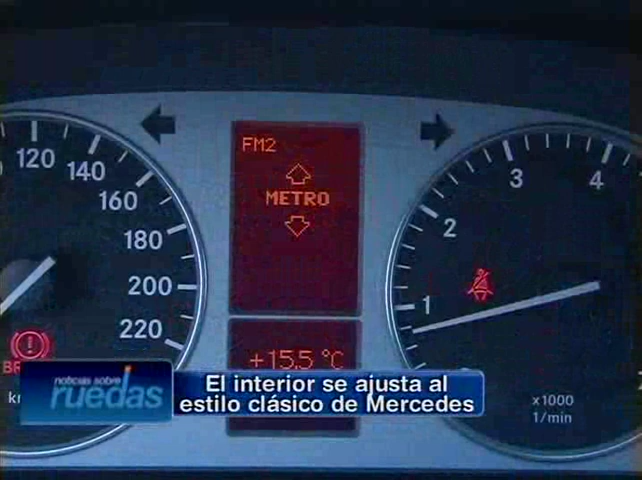 120
140
160
180
200
220
FM2
METRO
+15.5 °C
1
2
3
4
x1000
1/min
noticias sobre
ruedas
El interior se ajusta al
estilo clásico de Mercedes